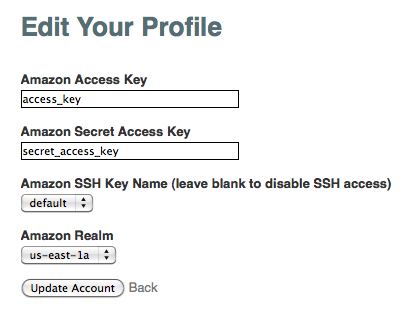 Edit Your Profile
Amazon Access Key
access_key
Amazon Secret Access Key
secret_access_key
Amazon SSH Key Name (leave blank to disable SSH access)
default
Amazon Realm
us-east-1a
Update Account Back